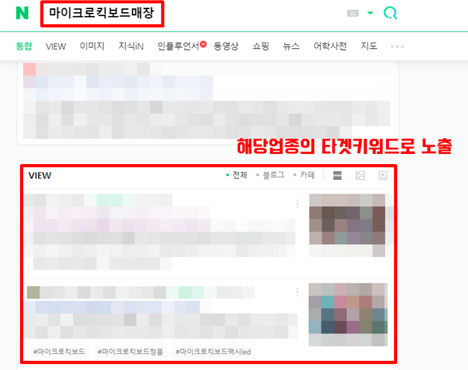 N 마이크로킥보드매장
통합 VIEW 이미지 지식iN 인플루언서 동영상 쇼핑 뉴스 어학사전 지도
해당업종의 타겟키워드로 노출
VIEW 전체 블로그 카페
#마이크로킥보드 #마이크로킥보드정품 #마이크로킥보드맥시led